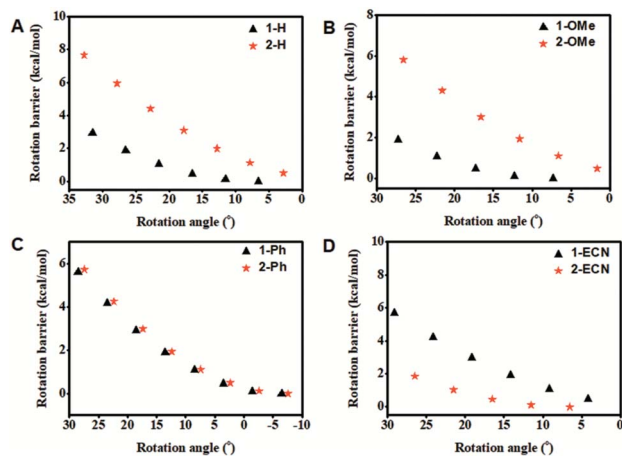 A
Rotation barrier (kcal/mol)
10
8
6
4
2
0
1-H
2-H
35 30 25 20 15 10 5 0
Rotation angle (°)
B
Rotation barrier (kcal/mol)
8
6
4
2
0
1-OMe
2-OMe
30 25 20 15 10 5 0
Rotation angle (°)
C
Rotation barrier (kcal/mol)
6
4
2
0
1-Ph
2-Ph
30 25 20 15 10 5 0 -5 -10
Rotation angle (°)
D
Rotation barrier (kcal/mol)
10
8
6
4
2
0
1-ECN
2-ECN
30 25 20 15 10 5 0
Rotation angle (°)